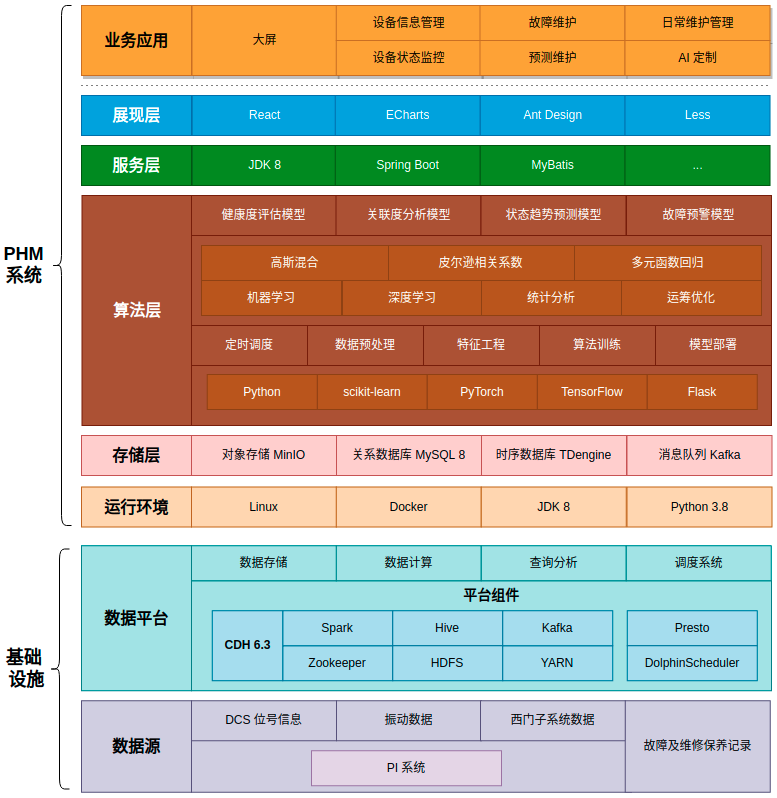 PHM
系统
业务应用
大屏
设备信息管理
故障维护
日常维护管理
设备状态监控
预测维护
AI 定制
展现层
React
ECharts
Ant Design
Less
服务层
JDK 8
Spring Boot
MyBatis
...
算法层
健康度评估模型
关联度分析模型
状态趋势预测模型
故障预警模型
高斯混合
皮尔逊相关系数
多元函数回归
机器学习
深度学习
统计分析
运筹优化
定时调度
数据预处理
特征工程
算法训练
模型部署
Python
scikit-learn
PyTorch
TensorFlow
Flask
存储层
对象存储 MinIO
关系数据库 MySQL 8
时序数据库 TDengine
消息队列 Kafka
运行环境
Linux
Docker
JDK 8
Python 3.8
基础
设施
数据平台
数据存储
数据计算
查询分析
调度系统
平台组件
CDH 6.3
Spark
Hive
Kafka
Presto
Zookeeper
HDFS
YARN
DolphinScheduler
数据源
DCS 位号信息
振动数据
西门子系统数据
故障及维修保养记录
PI 系统